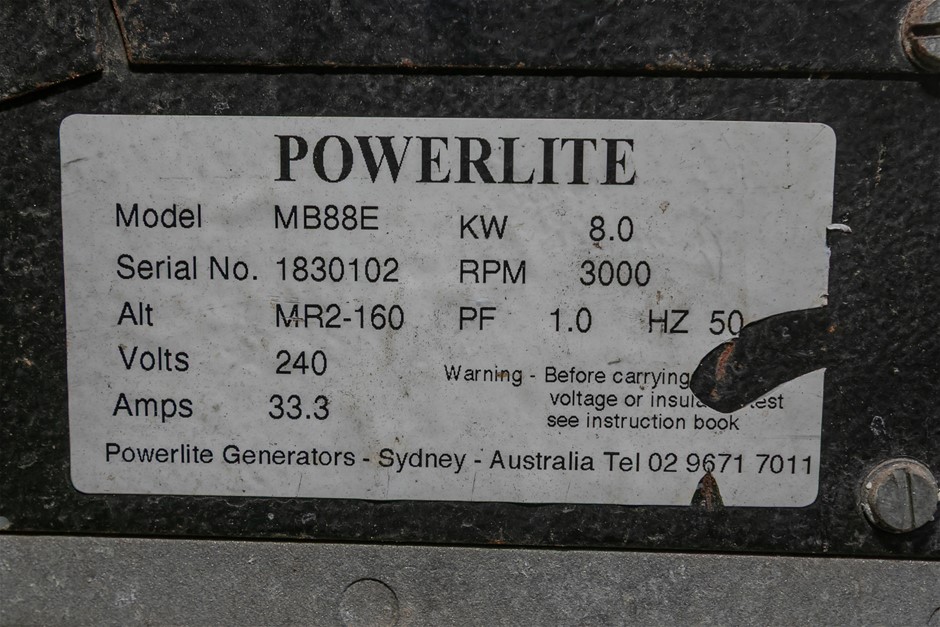 POWERLITE
Model MB88E KW 8.0
Serial No. 1830102 RPM 3000
Alt MR2-160 PF 1.0 HZ 50
Volts 240
Amps 33.3
Warning - Before carrying
voltage or test
see instruction book
Powerlite Generators - Sydney - Australia Tel 02 9671 7011